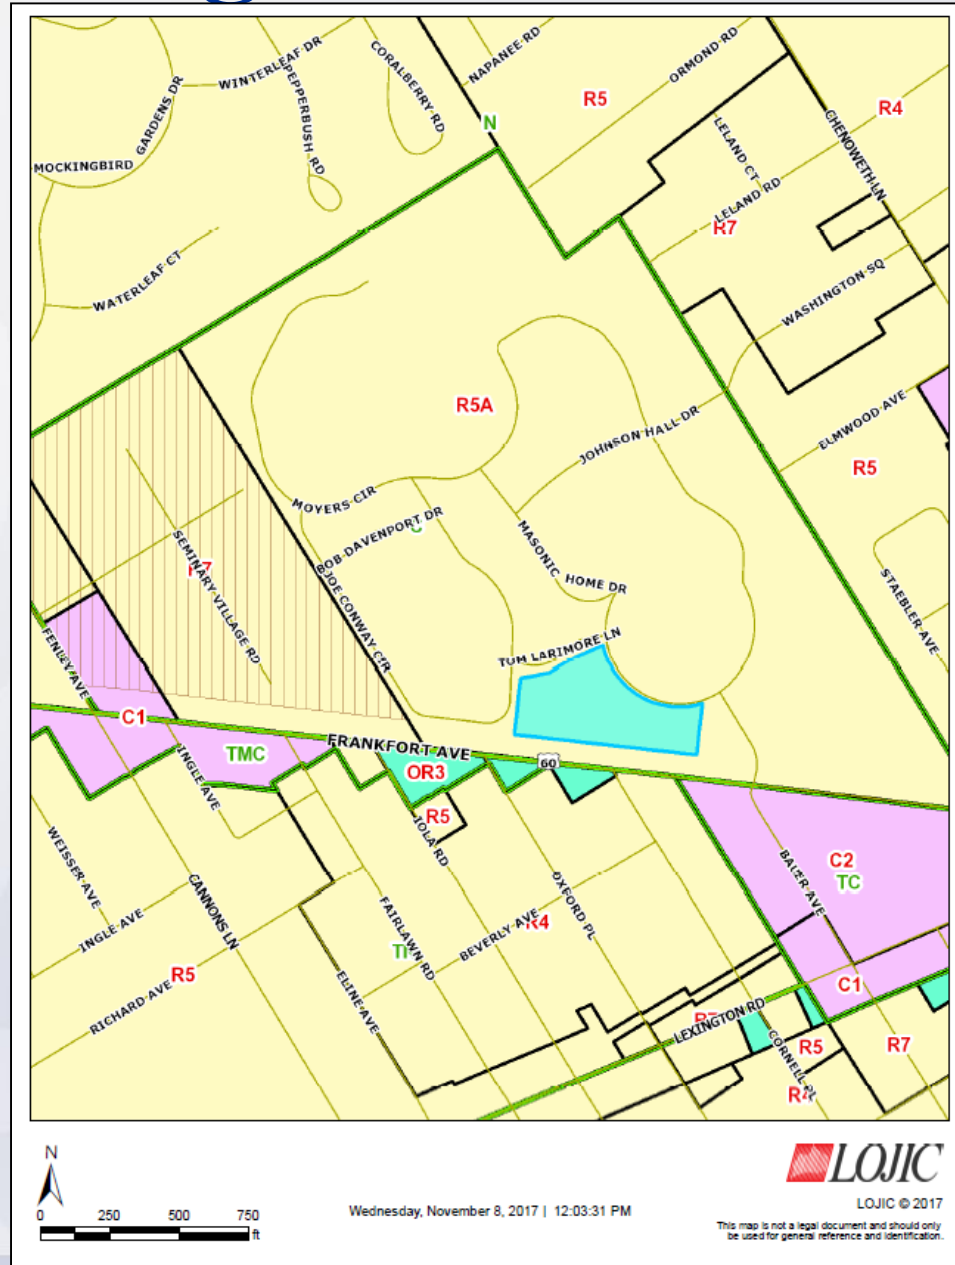 WINTERLEAF DR
CORALBERRY RD
NAPANEE RD
ORMOND RD
PEPPERBUSH RD
GARDENS DR
MOCKINGBIRD
R5
R4
N
CHENOWETH LN
LELAND CT
LELAND RD
R7
WATERLEAF CT
WASHINGTON SQ
R5A
JOHNSON HALL DR
ELMWOOD AVE
R5
MOYERS CIR
BOB DAVENPORT DR
MASONIC HOME DR
SEMINARY VILLAGE RD
R7
JOE CONWAY CIR
STAEBLER AVE
TOM LARIMORE LN
FENLEY AVE
C1
TMC
FRANKFORT AVE
60
OR3
INGLE AVE
R5
IOLA RD
WEISSER AVE
BAUER AVE
C2
TC
CANNONS LN
INGLE AVE
FAIRLAWN RD
BEVERLY AVE
OXFORD PL
R4
R5
RICHARD AVE
ELINE AVE
C1
R7
LEXINGTON RD
CORNELL PL
R5
R7
R4
N
0 250 500 750
ft
Wednesday, November 8, 2017 | 12:03:31 PM
LOJIC
LOJIC © 2017
This map is not a legal document and should only
be used for general reference and identification.